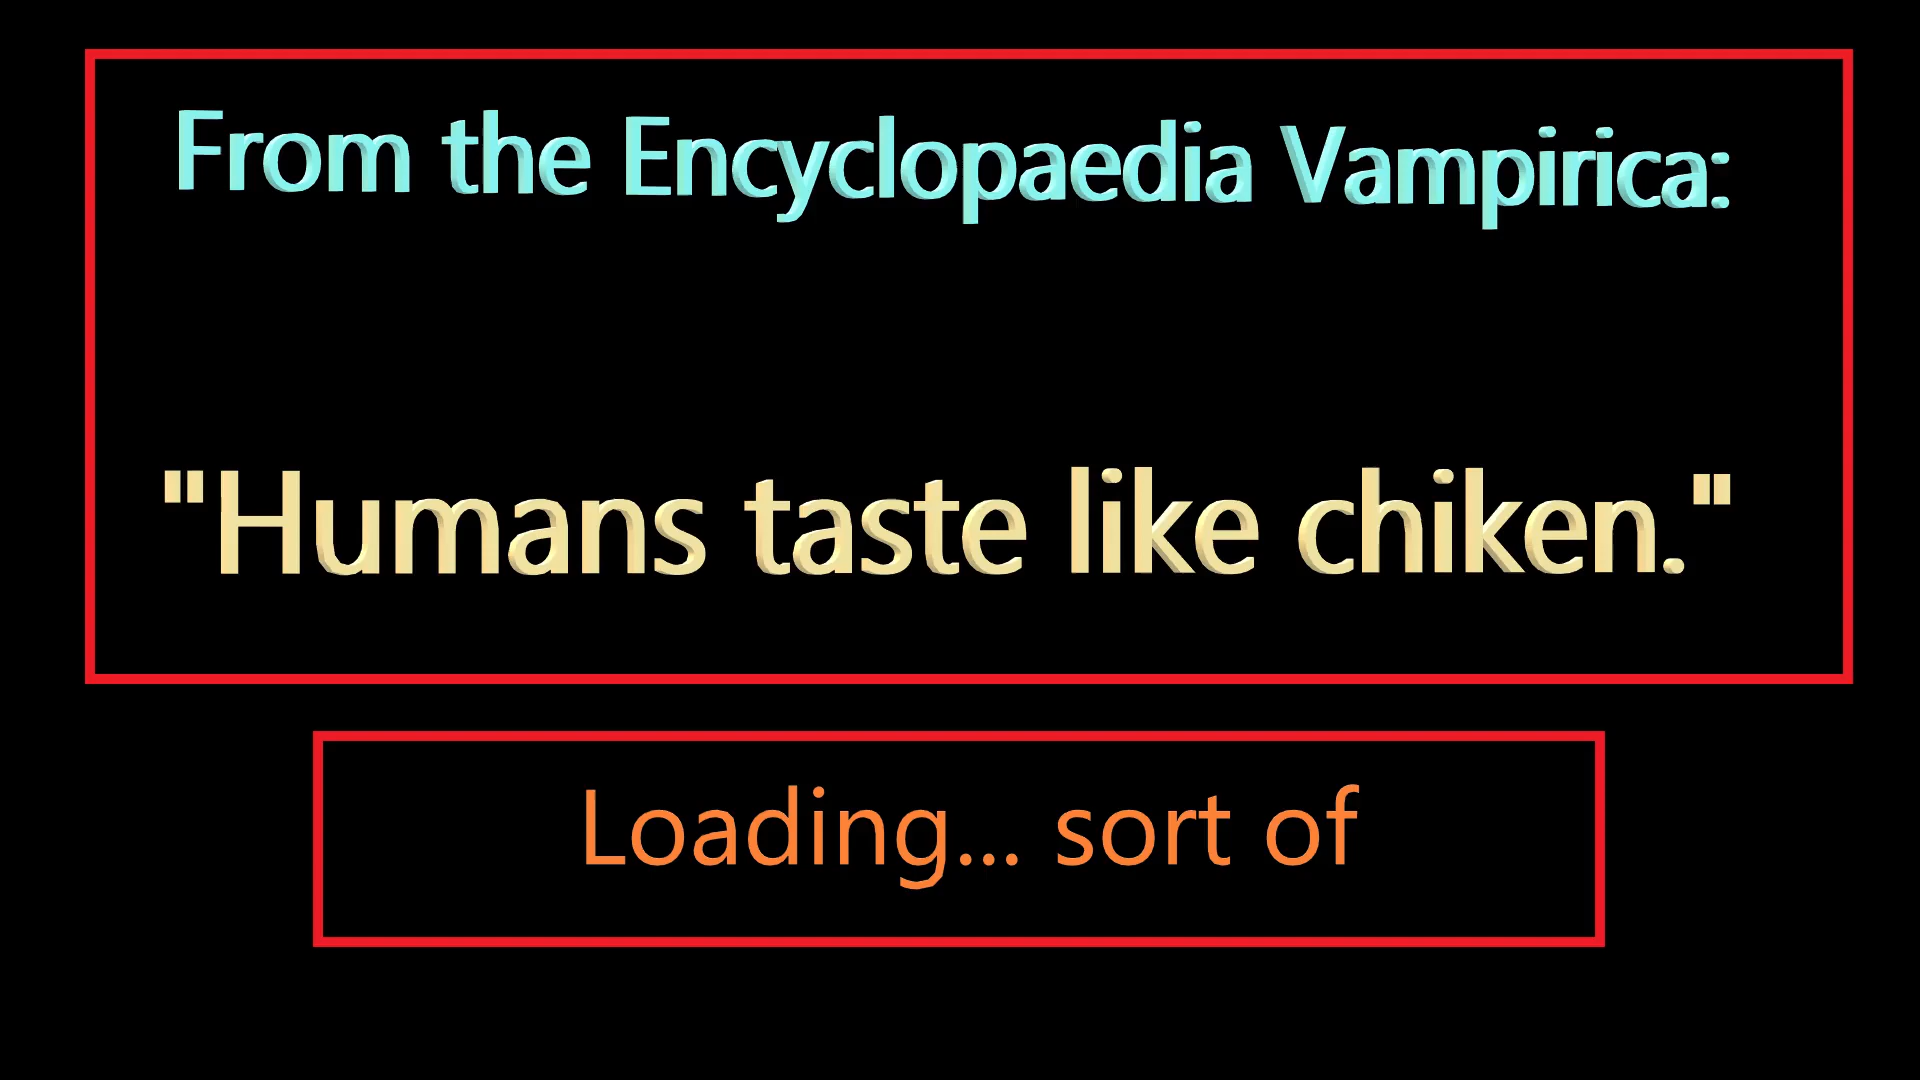 From the Encyclopaedia Vampirica:
"Humans taste like chiken."
Loading... sort of